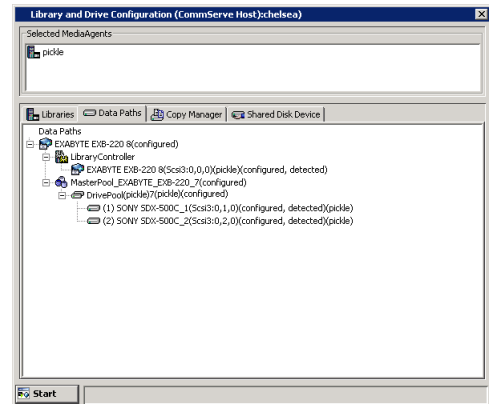 Library and Drive Configuration (CommServe Host):chelsea
Selected MediaAgents
pickle
Libraries Data Paths Copy Manager Shared Disk Device
Data Paths
EXABYTE EXB-220 8(configured)
LibraryController
EXABYTE EXB-220 8(Scsi3:0,0,0)(pickle)(configured, detected)
MasterPool_EXABYTE_EXB-220_7(configured)
DrivePool(pickle)7(pickle)(configured)
(1) SONY SDX-500C_1(Scsi3:0,1,0)(configured, detected)(pickle)
(2) SONY SDX-500C_2(Scsi3:0,2,0)(configured, detected)(pickle)
Start